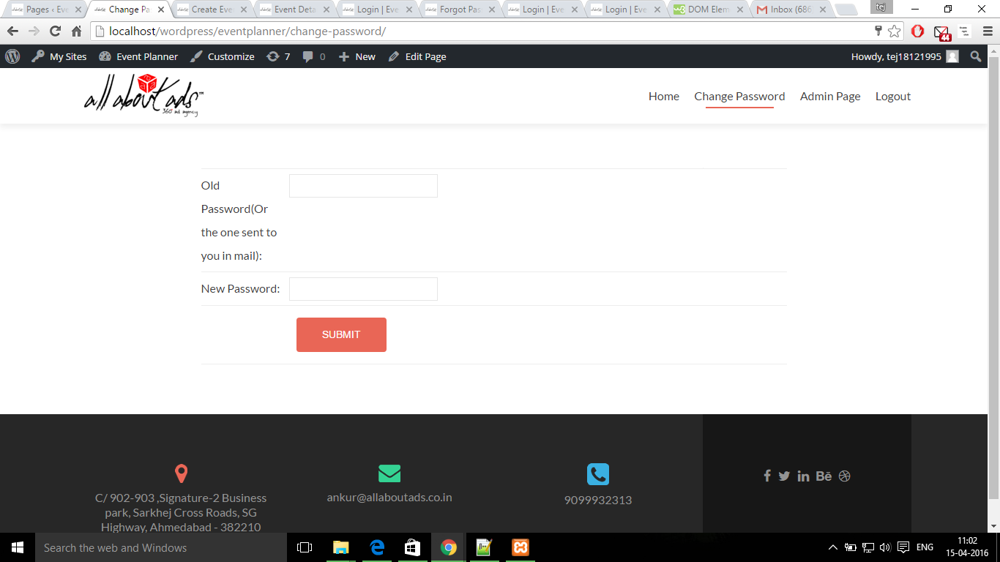 Pages ‹ Eve
Change Pa
Create Eve
Event Deta
Login | Eve
Forgot Pas
Login | Eve
Login | Eve
w3
DOM Elem
Inbox (686
tej
localhost/wordpress/eventplanner/change-password/
44
My Sites
Event Planner
Customize
7
0
New
Edit Page
Howdy, tej18121995
all about ads™
360 ad agency
Home
Change Password
Admin Page
Logout
Old
Password(Or
the one sent to
you in mail):
New Password:
SUBMIT
C/ 902-903 ,Signature-2 Business
park, Sarkhej Cross Roads, SG
Highway, Ahmedabad - 382210
ankur@allaboutads.co.in
9099932313
Search the web and Windows
ENG
11:02
15-04-2016